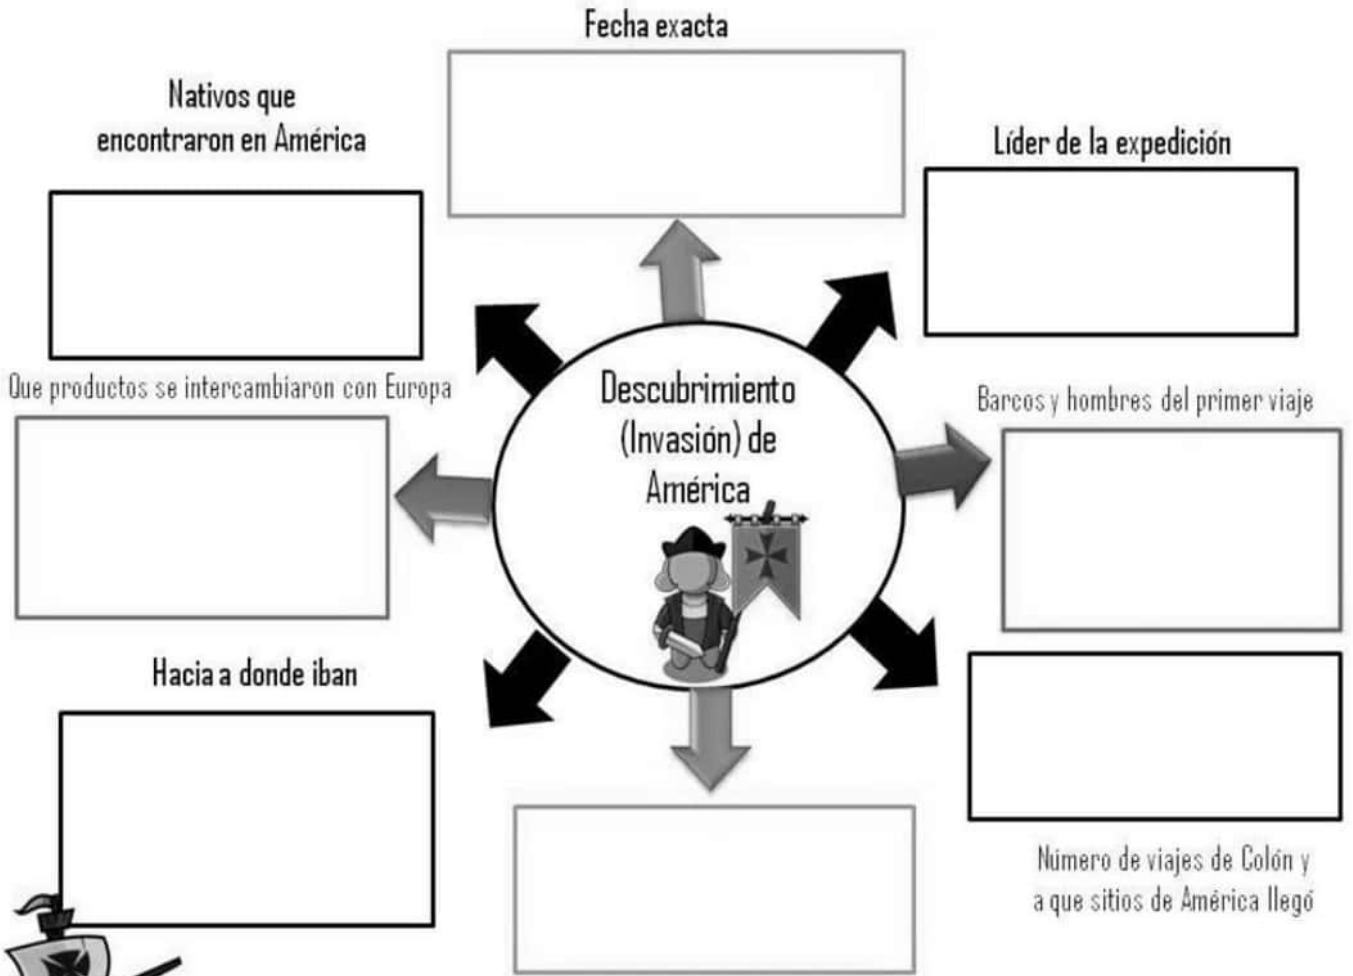 Fecha exacta
Nativos que
encontraron en América
Líder de la expedición
Que productos se intercambiaron con Europa
Barcos y hombres del primer viaje
Descubrimiento
(Invasión) de
América
Hacia a donde iban
Número de viajes de Colón y
a que sitios de América llegó